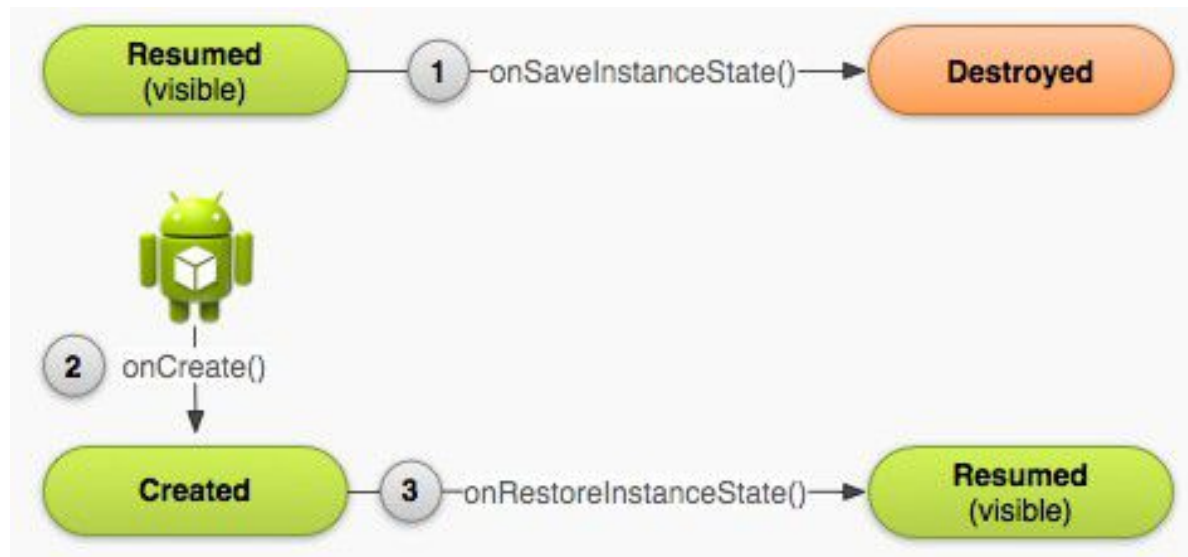 Resumed
(visible)
1
onSaveInstanceState()
Destroyed
2
onCreate()
Created
3
onRestoreInstanceState()
Resumed
(visible)